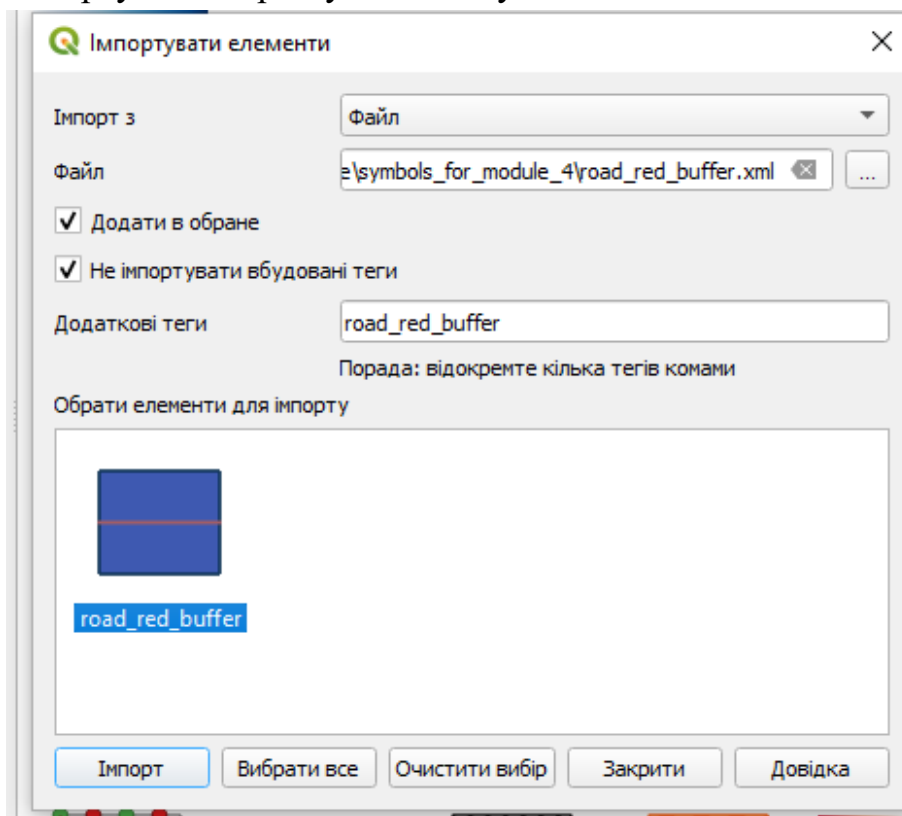 Імпортувати елементи
Імпорт з Файл
Файл e\symbols_for_module_4\road_red_buffer.xml ...
Додати в обране
Не імпортувати вбудовані теги
Додаткові теги road_red_buffer
Порада: відокремте кілька тегів комами
Обрати елементи для імпорту
road_red_buffer
Імпорт Вибрати все Очистити вибір Закрити Довідка